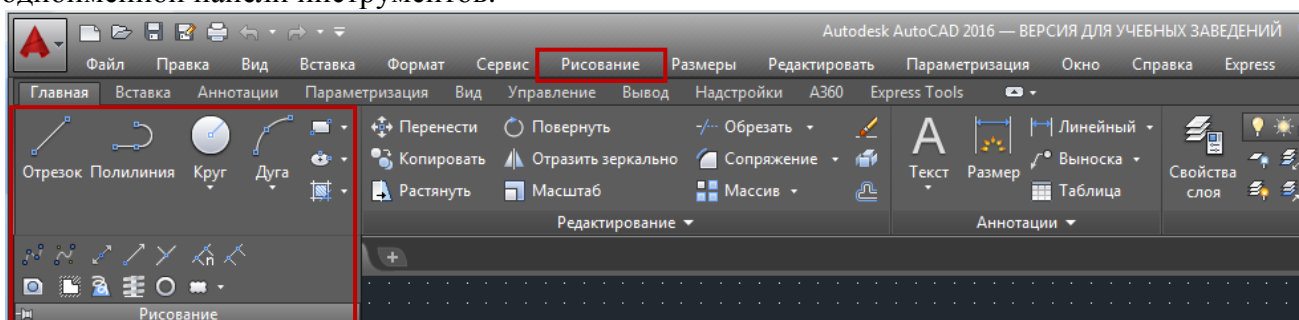 одноименной панели инструментов.
Autodesk AutoCAD 2016 — ВЕРСИЯ ДЛЯ УЧЕБНЫХ ЗАВЕДЕНИЙ
Файл Правка Вид Вставка Формат Сервис Рисование Размеры Редактировать Параметризация Окно Справка Express
Главная Вставка Аннотации Параметризация Вид Управление Вывод Надстройки A360 Express Tools
Отрезок Полилиния Круг Дуга
Перенести Повернуть Обрезать
Копировать Отразить зеркально Сопряжение
Растянуть Масштаб Массив
Редактирование
Текст Размер
Линейный
Выноска
Таблица
Аннотации
Свойства
слоя
Рисование